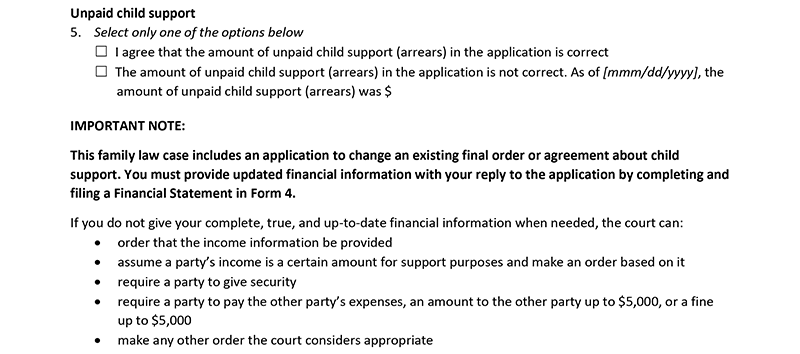 Unpaid child support
5. Select only one of the options below
☐ I agree that the amount of unpaid child support (arrears) in the application is correct
☐ The amount of unpaid child support (arrears) in the application is not correct. As of [mmm/dd/yyyy], the
amount of unpaid child support (arrears) was $
IMPORTANT NOTE:
This family law case includes an application to change an existing final order or agreement about child
support. You must provide updated financial information with your reply to the application by completing and
filing a Financial Statement in Form 4.
If you do not give your complete, true, and up-to-date financial information when needed, the court can:
• order that the income information be provided
• assume a party's income is a certain amount for support purposes and make an order based on it
• require a party to give security
• require a party to pay the other party's expenses, an amount to the other party up to $5,000, or a fine
up to $5,000
• make any other order the court considers appropriate